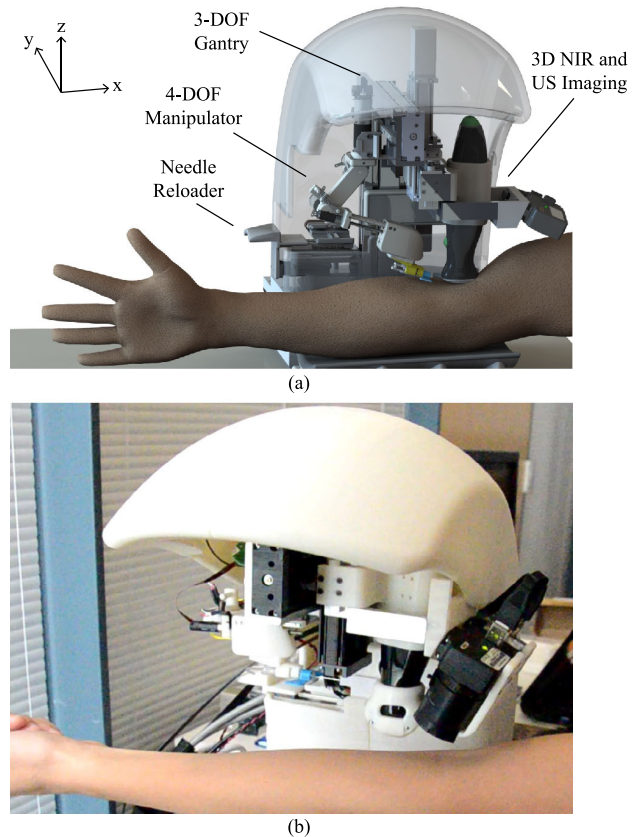 3-DOF
Gantry
3D NIR and
US Imaging
4-DOF
Manipulator
Needle
Reloader
z
y
x
(a)
(b)